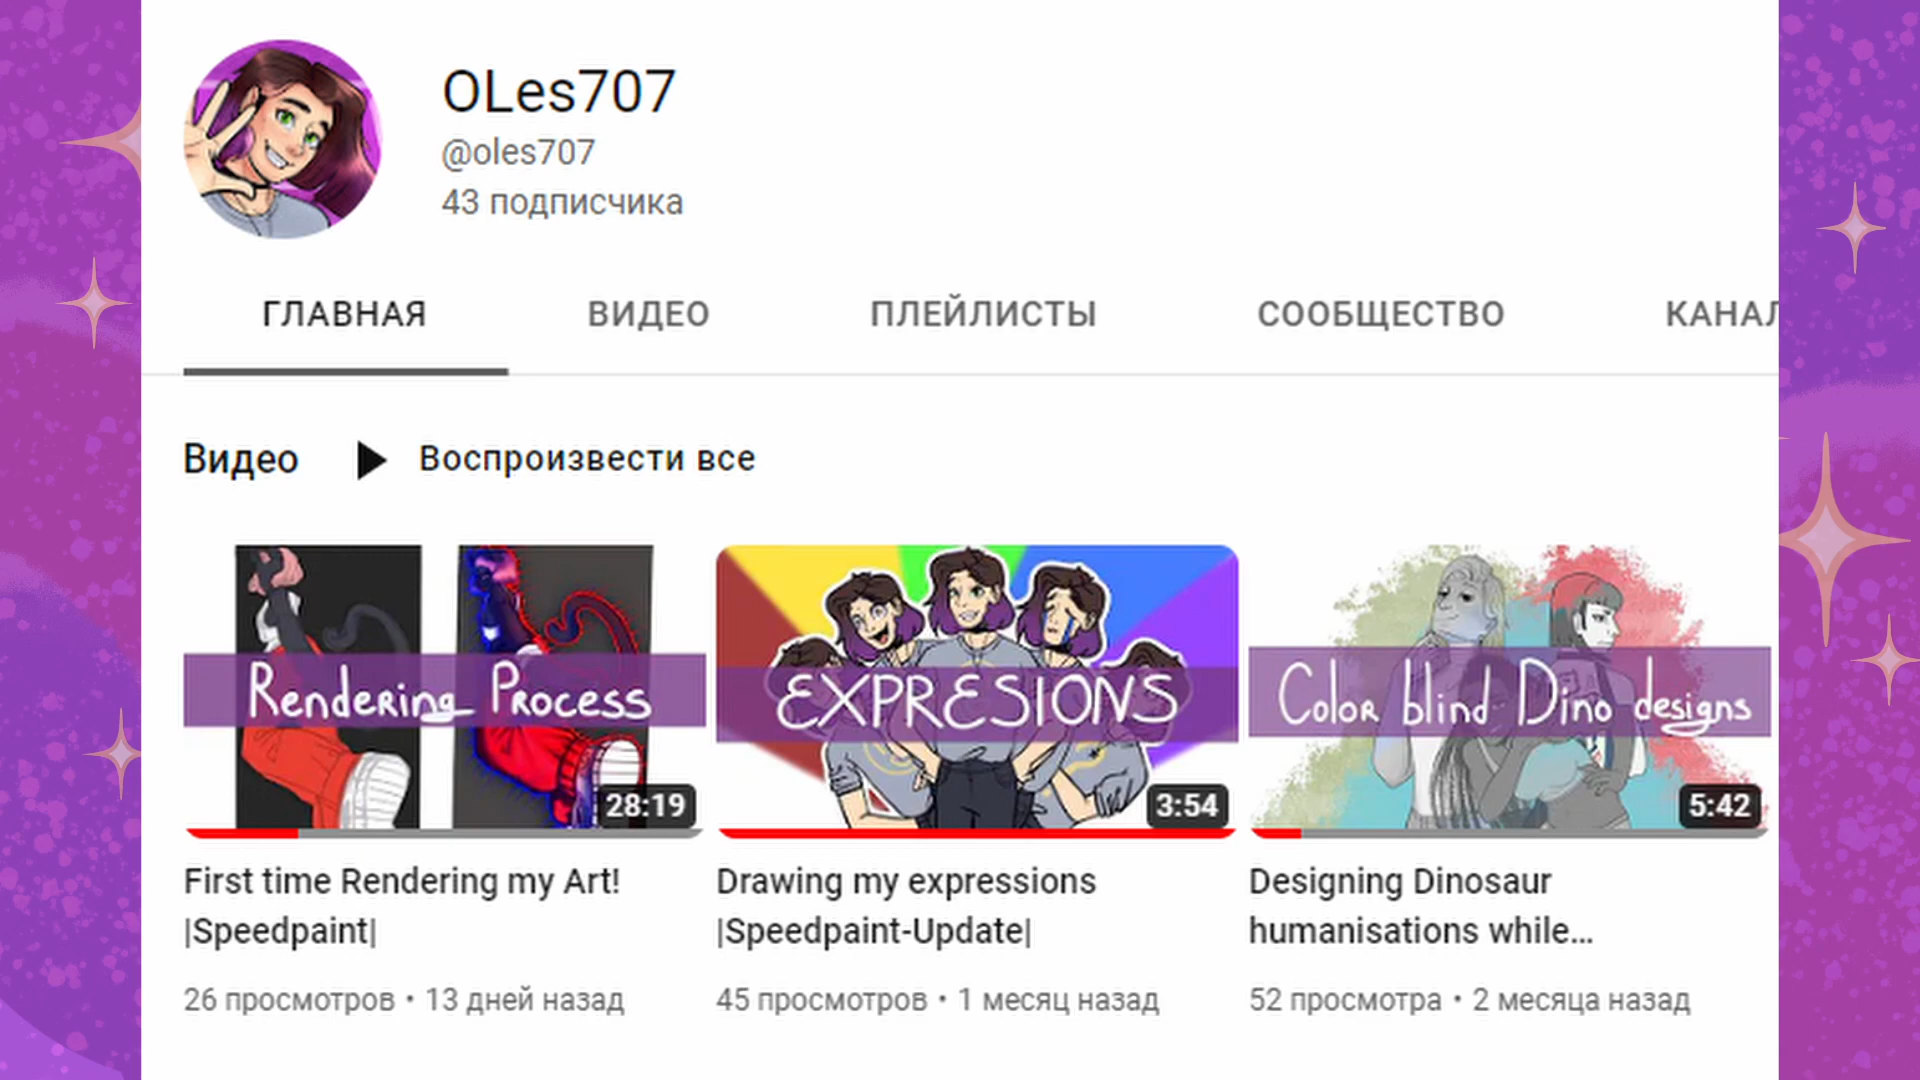 OLes707
@oles707
43 подписчика
ГЛАВНАЯ ВИДЕО ПЛЕЙЛИСТЫ СООБЩЕСТВО КАНАЛ
Видео ▶ Воспроизвести все
Rendering Process
28:19
EXPRESIONS
3:54
Color blind Dino designs
5:42
First time Rendering my Art!
|Speedpaint|
26 просмотров • 13 дней назад
Drawing my expressions
|Speedpaint-Update|
45 просмотров • 1 месяц назад
Designing Dinosaur
humanisations while...
52 просмотра • 2 месяца назад